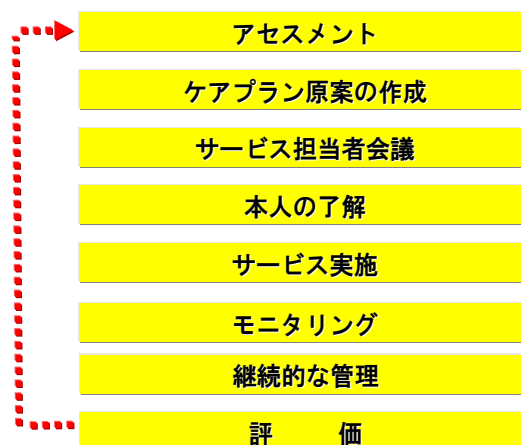 アセスメント
ケアプラン原案の作成
サービス担当者会議
本人の了解
サービス実施
モニタリング
継続的な管理
評　　価